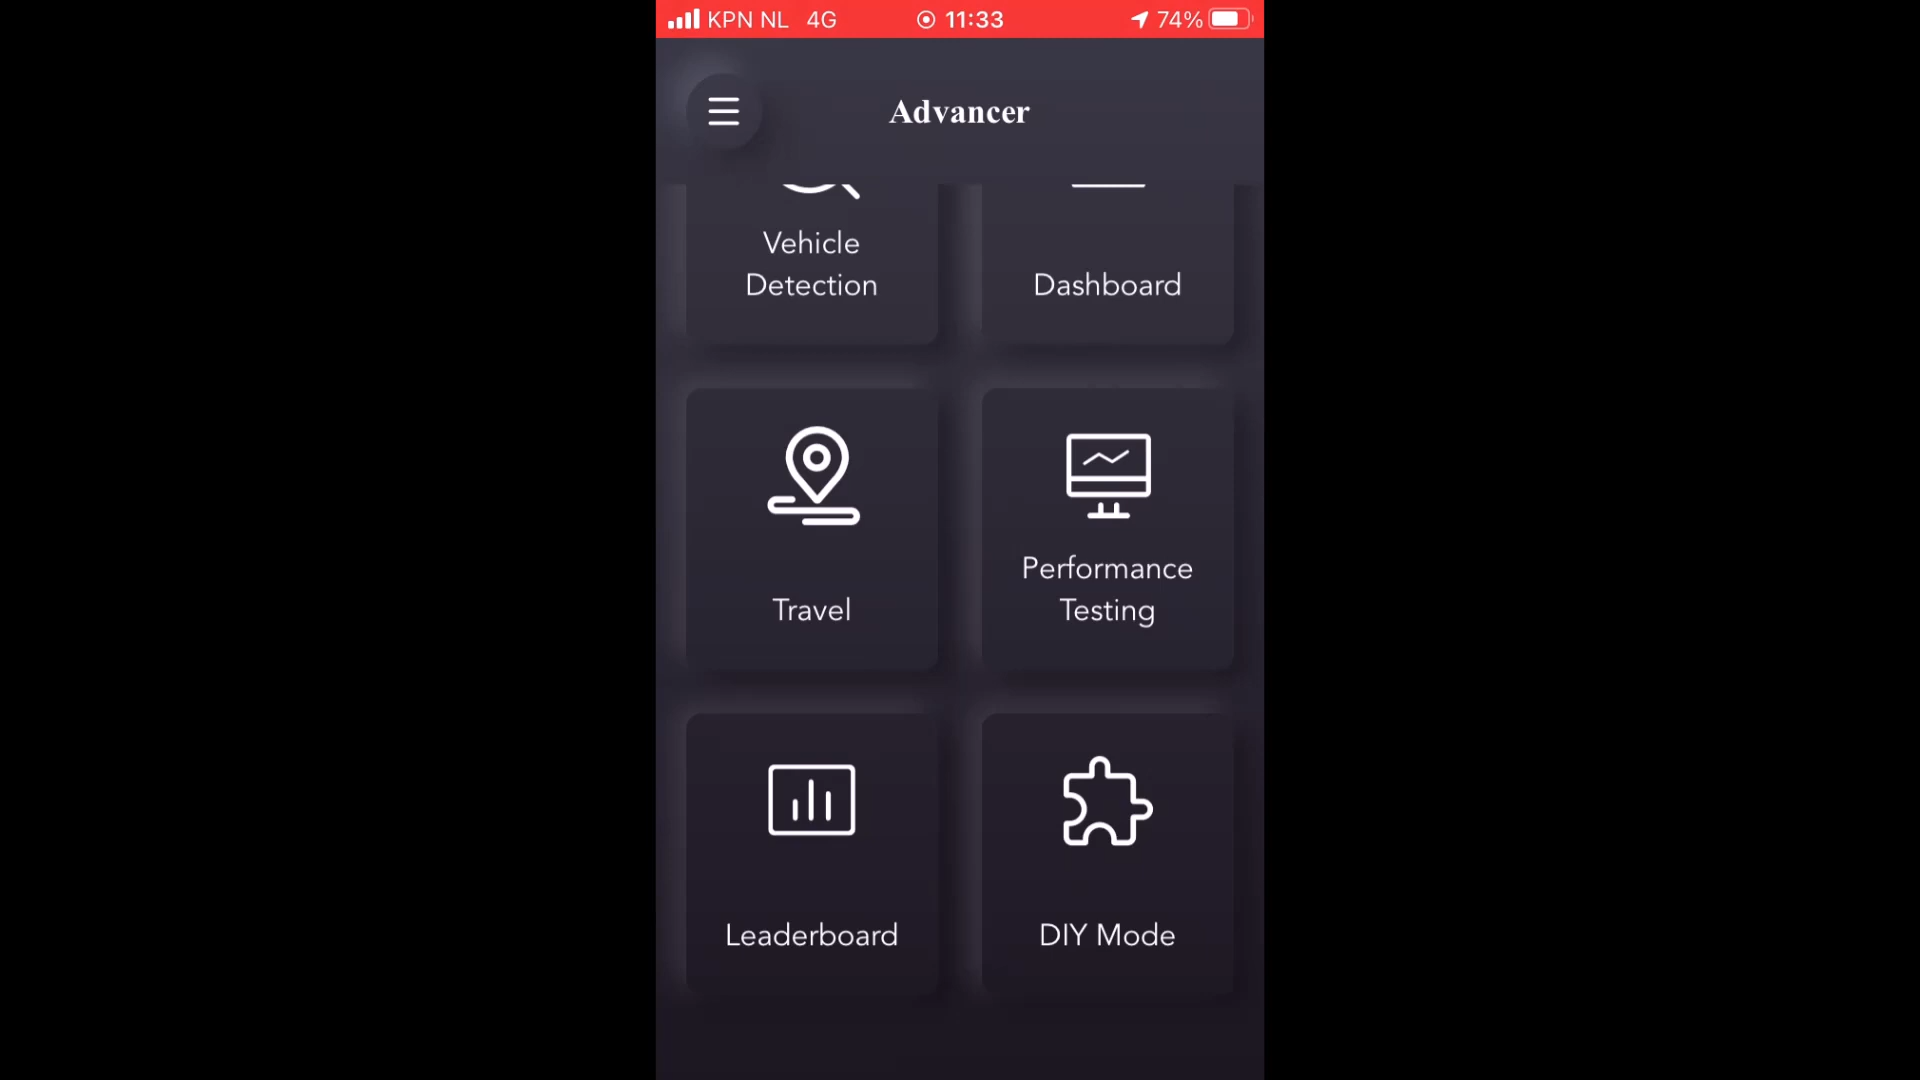 KPN NL 4G 11:33 74%
Advancer
Vehicle
Detection
Dashboard
Travel
Performance
Testing
Leaderboard
DIY Mode